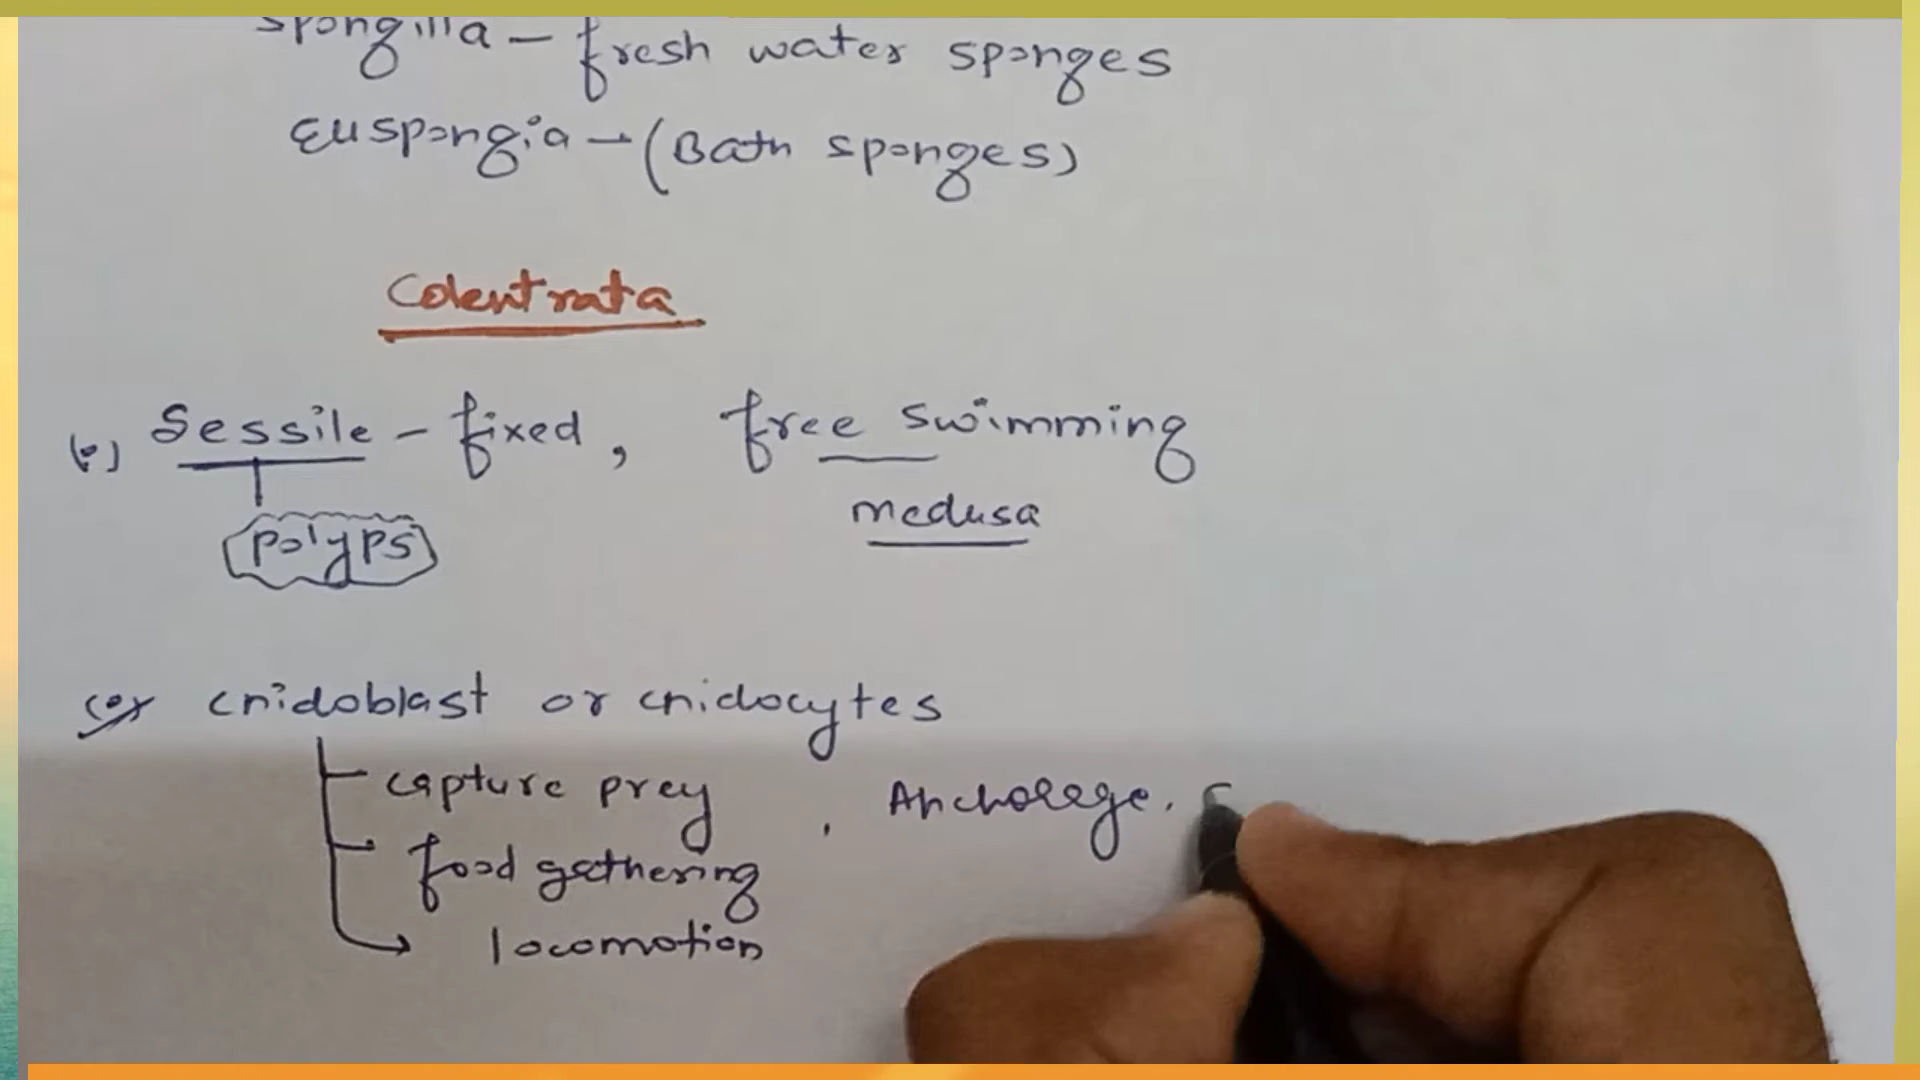 spongilla - fresh water sponges
Euspongia - (Bath sponges)
Colentrata
Sessile - fixed, free swimming
polyps medusa
cnidoblast or cnidocytes
capture prey, Anchorage,
food gathering
locomotion